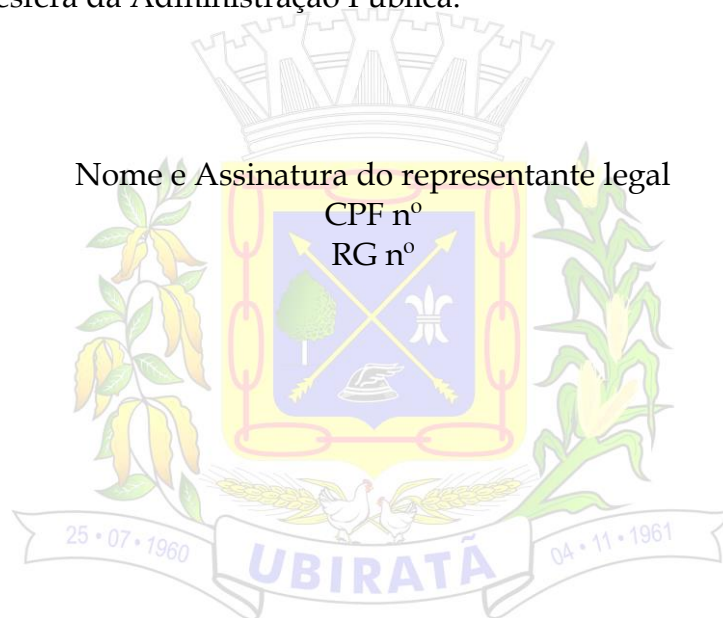 esfera da Administração Pública.
Nome e Assinatura do representante legal
CPF nº
RG nº
25 • 07 • 1960
UBIRATÃ
04 • 11 • 1961